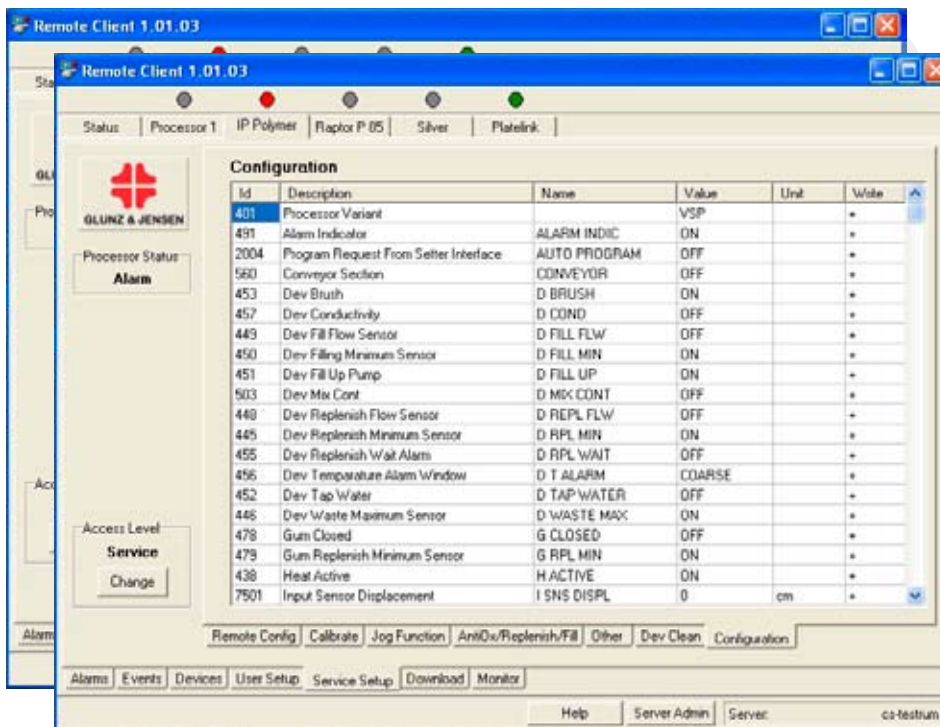 Remote Client 1.01.03
Remote Client 1.01.03
Status Processor 1 IP Polymer Raptor P 85 Silver Platelink
GLUNZ & JENSEN
Processor Status
Alarm
Access Level
Service
Change
Configuration
Id Description Name Value Unit Write
401 Processor Variant VSP +
491 Alarm Indicator ALARM INDIC ON +
2004 Program Request From Setter Interface AUTO PROGRAM OFF +
560 Conveyor Section CONVEYOR OFF +
453 Dev Brush D BRUSH ON +
457 Dev Conductivity D COND OFF +
449 Dev Fill Flow Sensor D FILL FLW OFF +
450 Dev Filling Minimum Sensor D FILL MIN ON +
451 Dev Fill Up Pump D FILL UP ON +
503 Dev Mix Cont D MIX CONT OFF +
448 Dev Replenish Flow Sensor D REPL FLW OFF +
445 Dev Replenish Minimum Sensor D RPL MIN ON +
455 Dev Replenish Wait Alarm D RPL WAIT OFF +
456 Dev Temparature Alarm Window D T ALARM COARSE +
452 Dev Tap Water D TAP WATER OFF +
446 Dev Waste Maximum Sensor D WASTE MAX ON +
478 Gum Closed G CLOSED OFF +
479 Gum Replenish Minimum Sensor G RPL MIN ON +
438 Heat Active H ACTIVE ON +
7501 Input Sensor Displacement I SNS DISPL 0 cm +
Remote Config Calibrate Jog Function AntiOx/Replenish/Fill Other Dev Clean Configuration
Alarms Events Devices User Setup Service Setup Download Monitor
Help Server Admin Server: cs-testrum